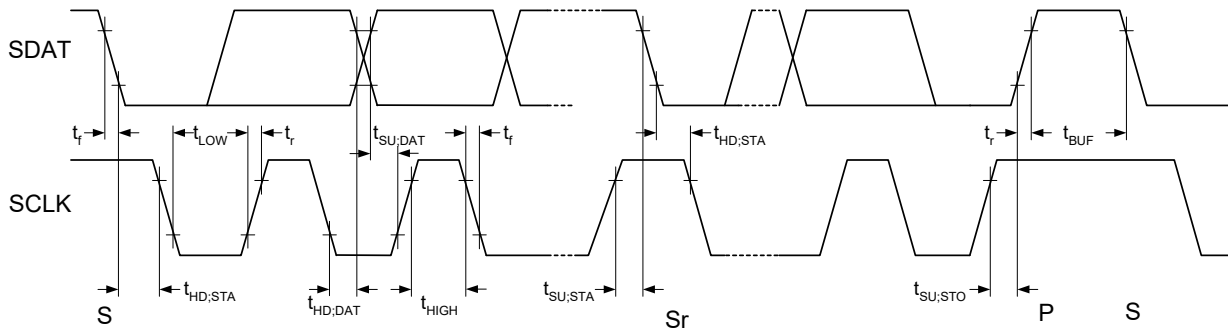 SDAT
t_f t_LOW t_r t_SU;DAT t_f t_HD;STA t_r t_BUF
SCLK
t_HD;STA t_HD;DAT t_HIGH t_SU;STA t_SU;STO
S Sr P S